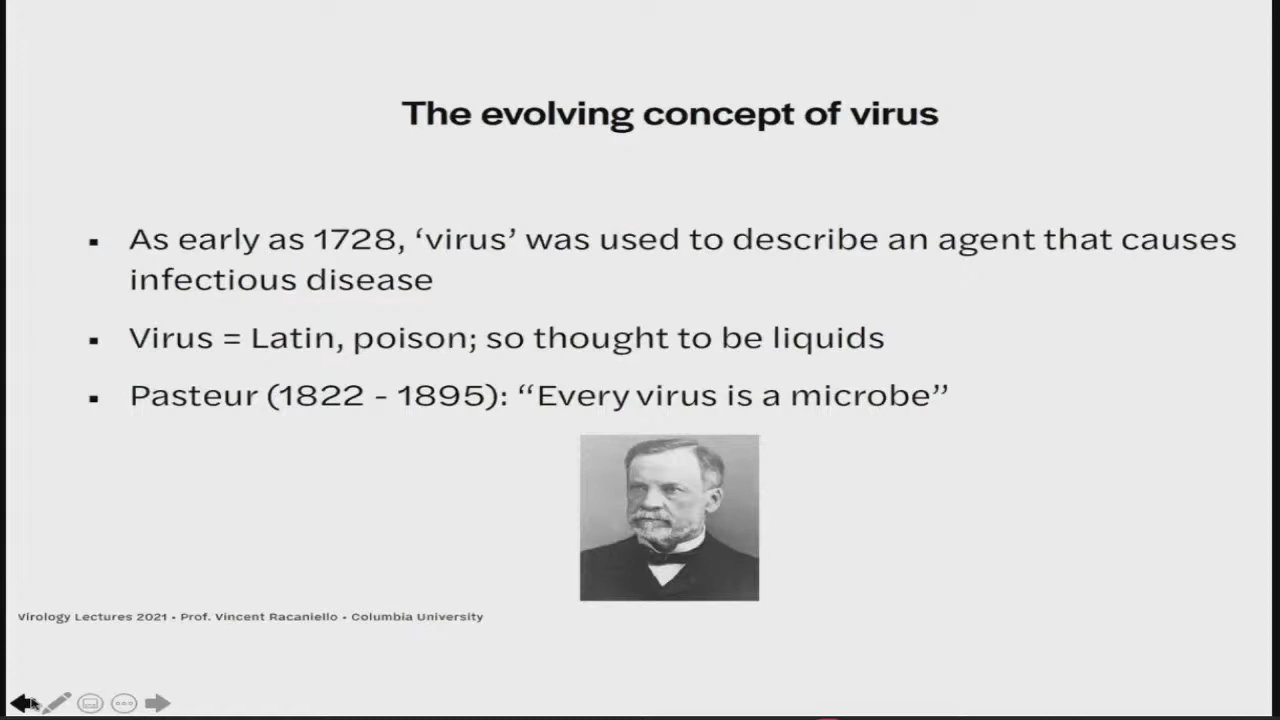 The evolving concept of virus
▪ As early as 1728, ‘virus’ was used to describe an agent that causes
infectious disease
▪ Virus = Latin, poison; so thought to be liquids
▪ Pasteur (1822 - 1895): “Every virus is a microbe”
Virology Lectures 2021 • Prof. Vincent Racaniello • Columbia University